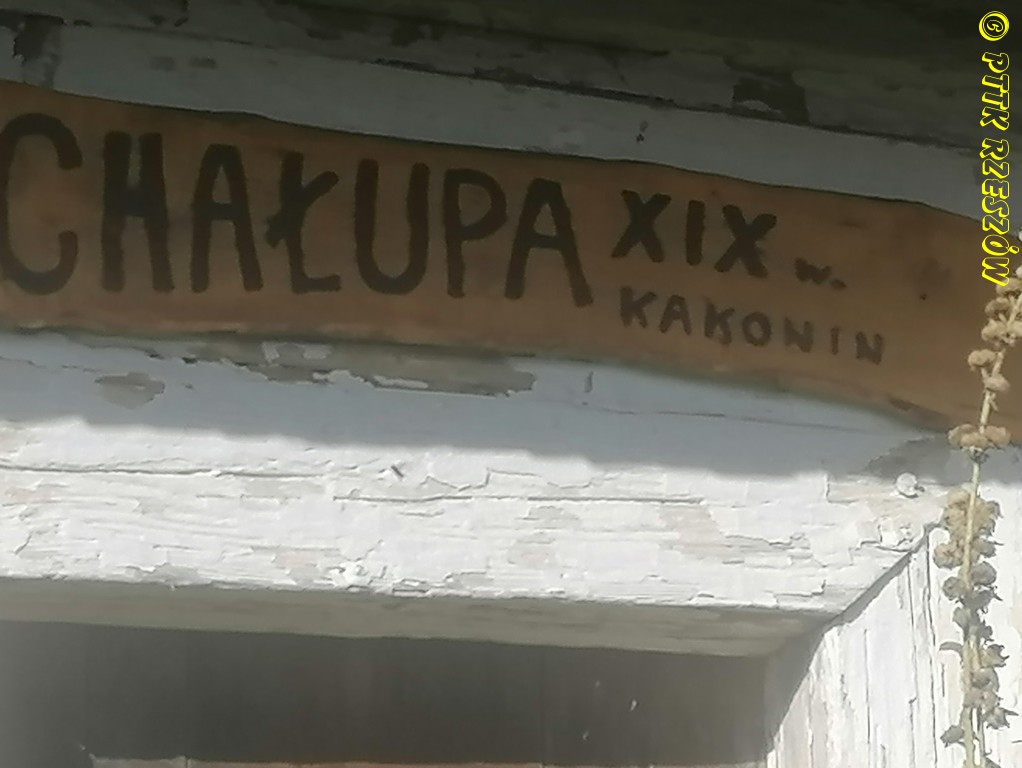 CHAŁUPA XIX w.
KAKONIN
© PTTK RZESZÓW